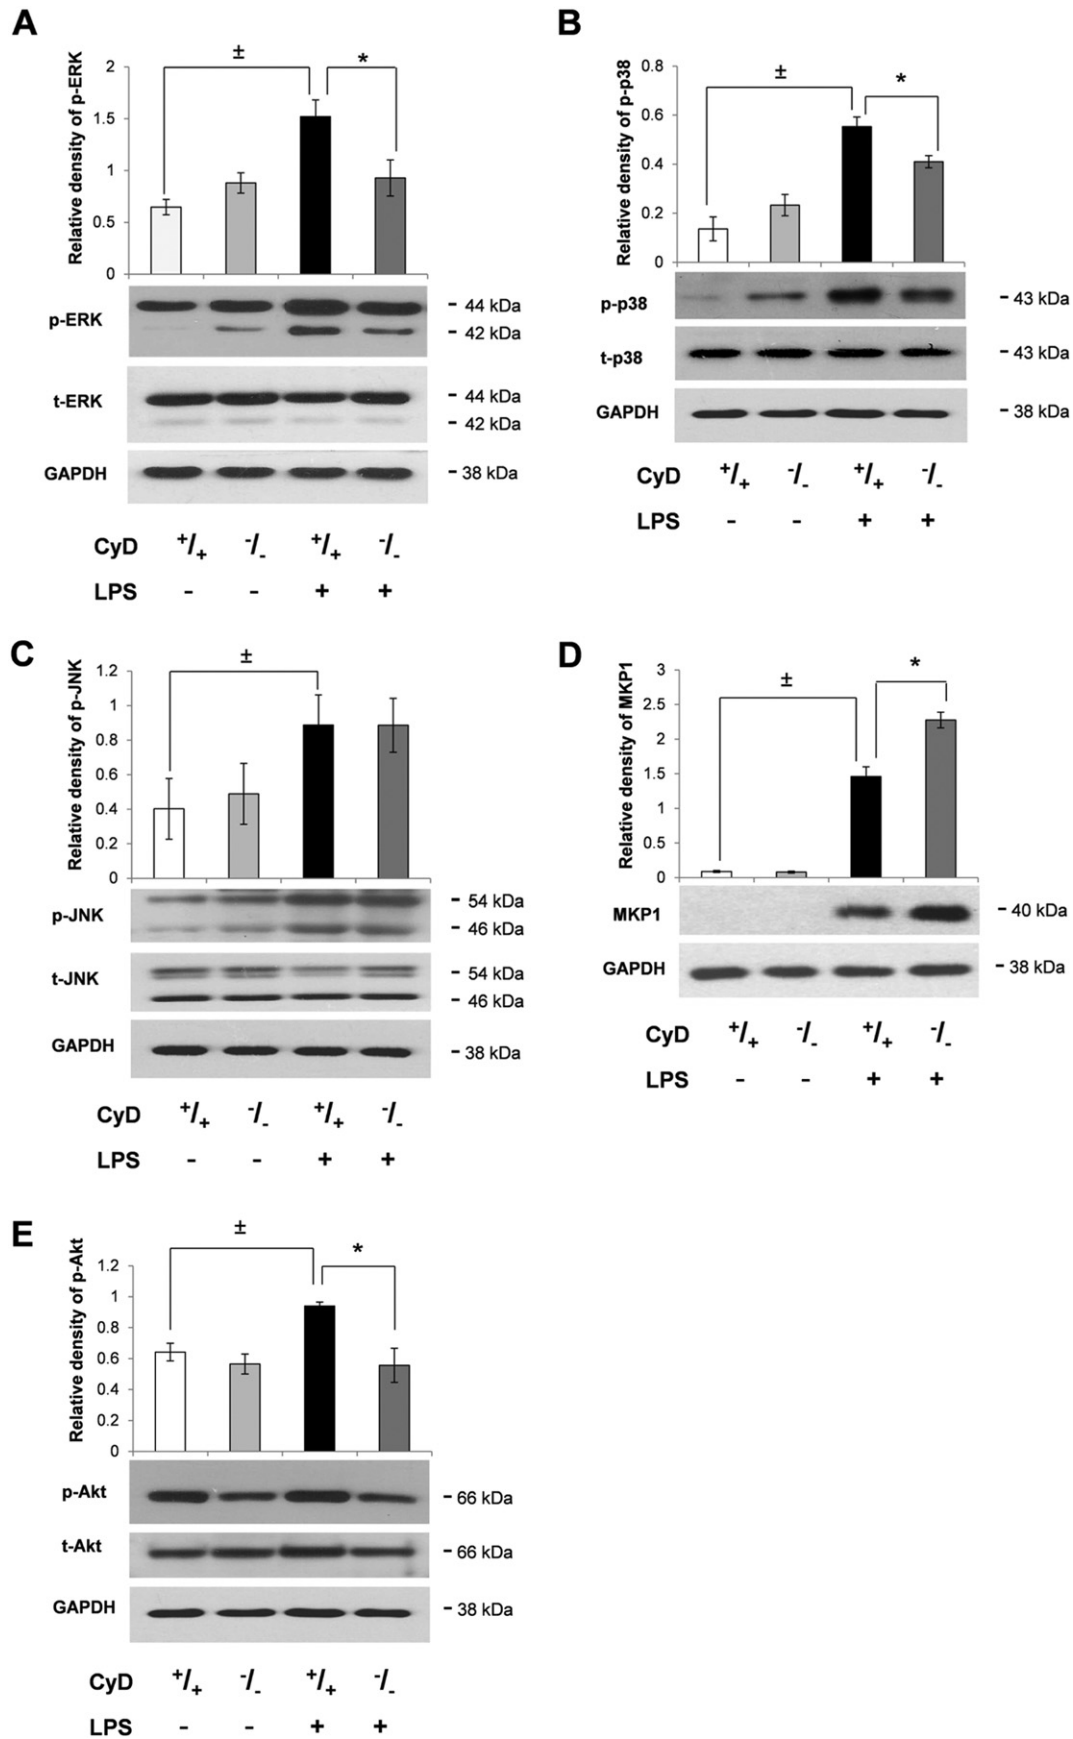 A
±
*
Relative density of p-ERK
2
1.5
1
0.5
0
p-ERK
- 44 kDa
- 42 kDa
t-ERK
- 44 kDa
- 42 kDa
GAPDH
- 38 kDa
CyD +/+ -/- +/+ -/-
LPS - - + +
B
±
*
Relative density of p-p38
0.8
0.6
0.4
0.2
0
p-p38
- 43 kDa
t-p38
- 43 kDa
GAPDH
- 38 kDa
CyD +/+ -/- +/+ -/-
LPS - - + +
C
±
Relative density of p-JNK
1.2
1
0.8
0.6
0.4
0.2
0
p-JNK
- 54 kDa
- 46 kDa
t-JNK
- 54 kDa
- 46 kDa
GAPDH
- 38 kDa
CyD +/+ -/- +/+ -/-
LPS - - + +
D
±
*
Relative density of MKP1
3
2.5
2
1.5
1
0.5
0
MKP1
- 40 kDa
GAPDH
- 38 kDa
CyD +/+ -/- +/+ -/-
LPS - - + +
E
±
*
Relative density of p-Akt
1.2
1
0.8
0.6
0.4
0.2
0
p-Akt
- 66 kDa
t-Akt
- 66 kDa
GAPDH
- 38 kDa
CyD +/+ -/- +/+ -/-
LPS - - + +